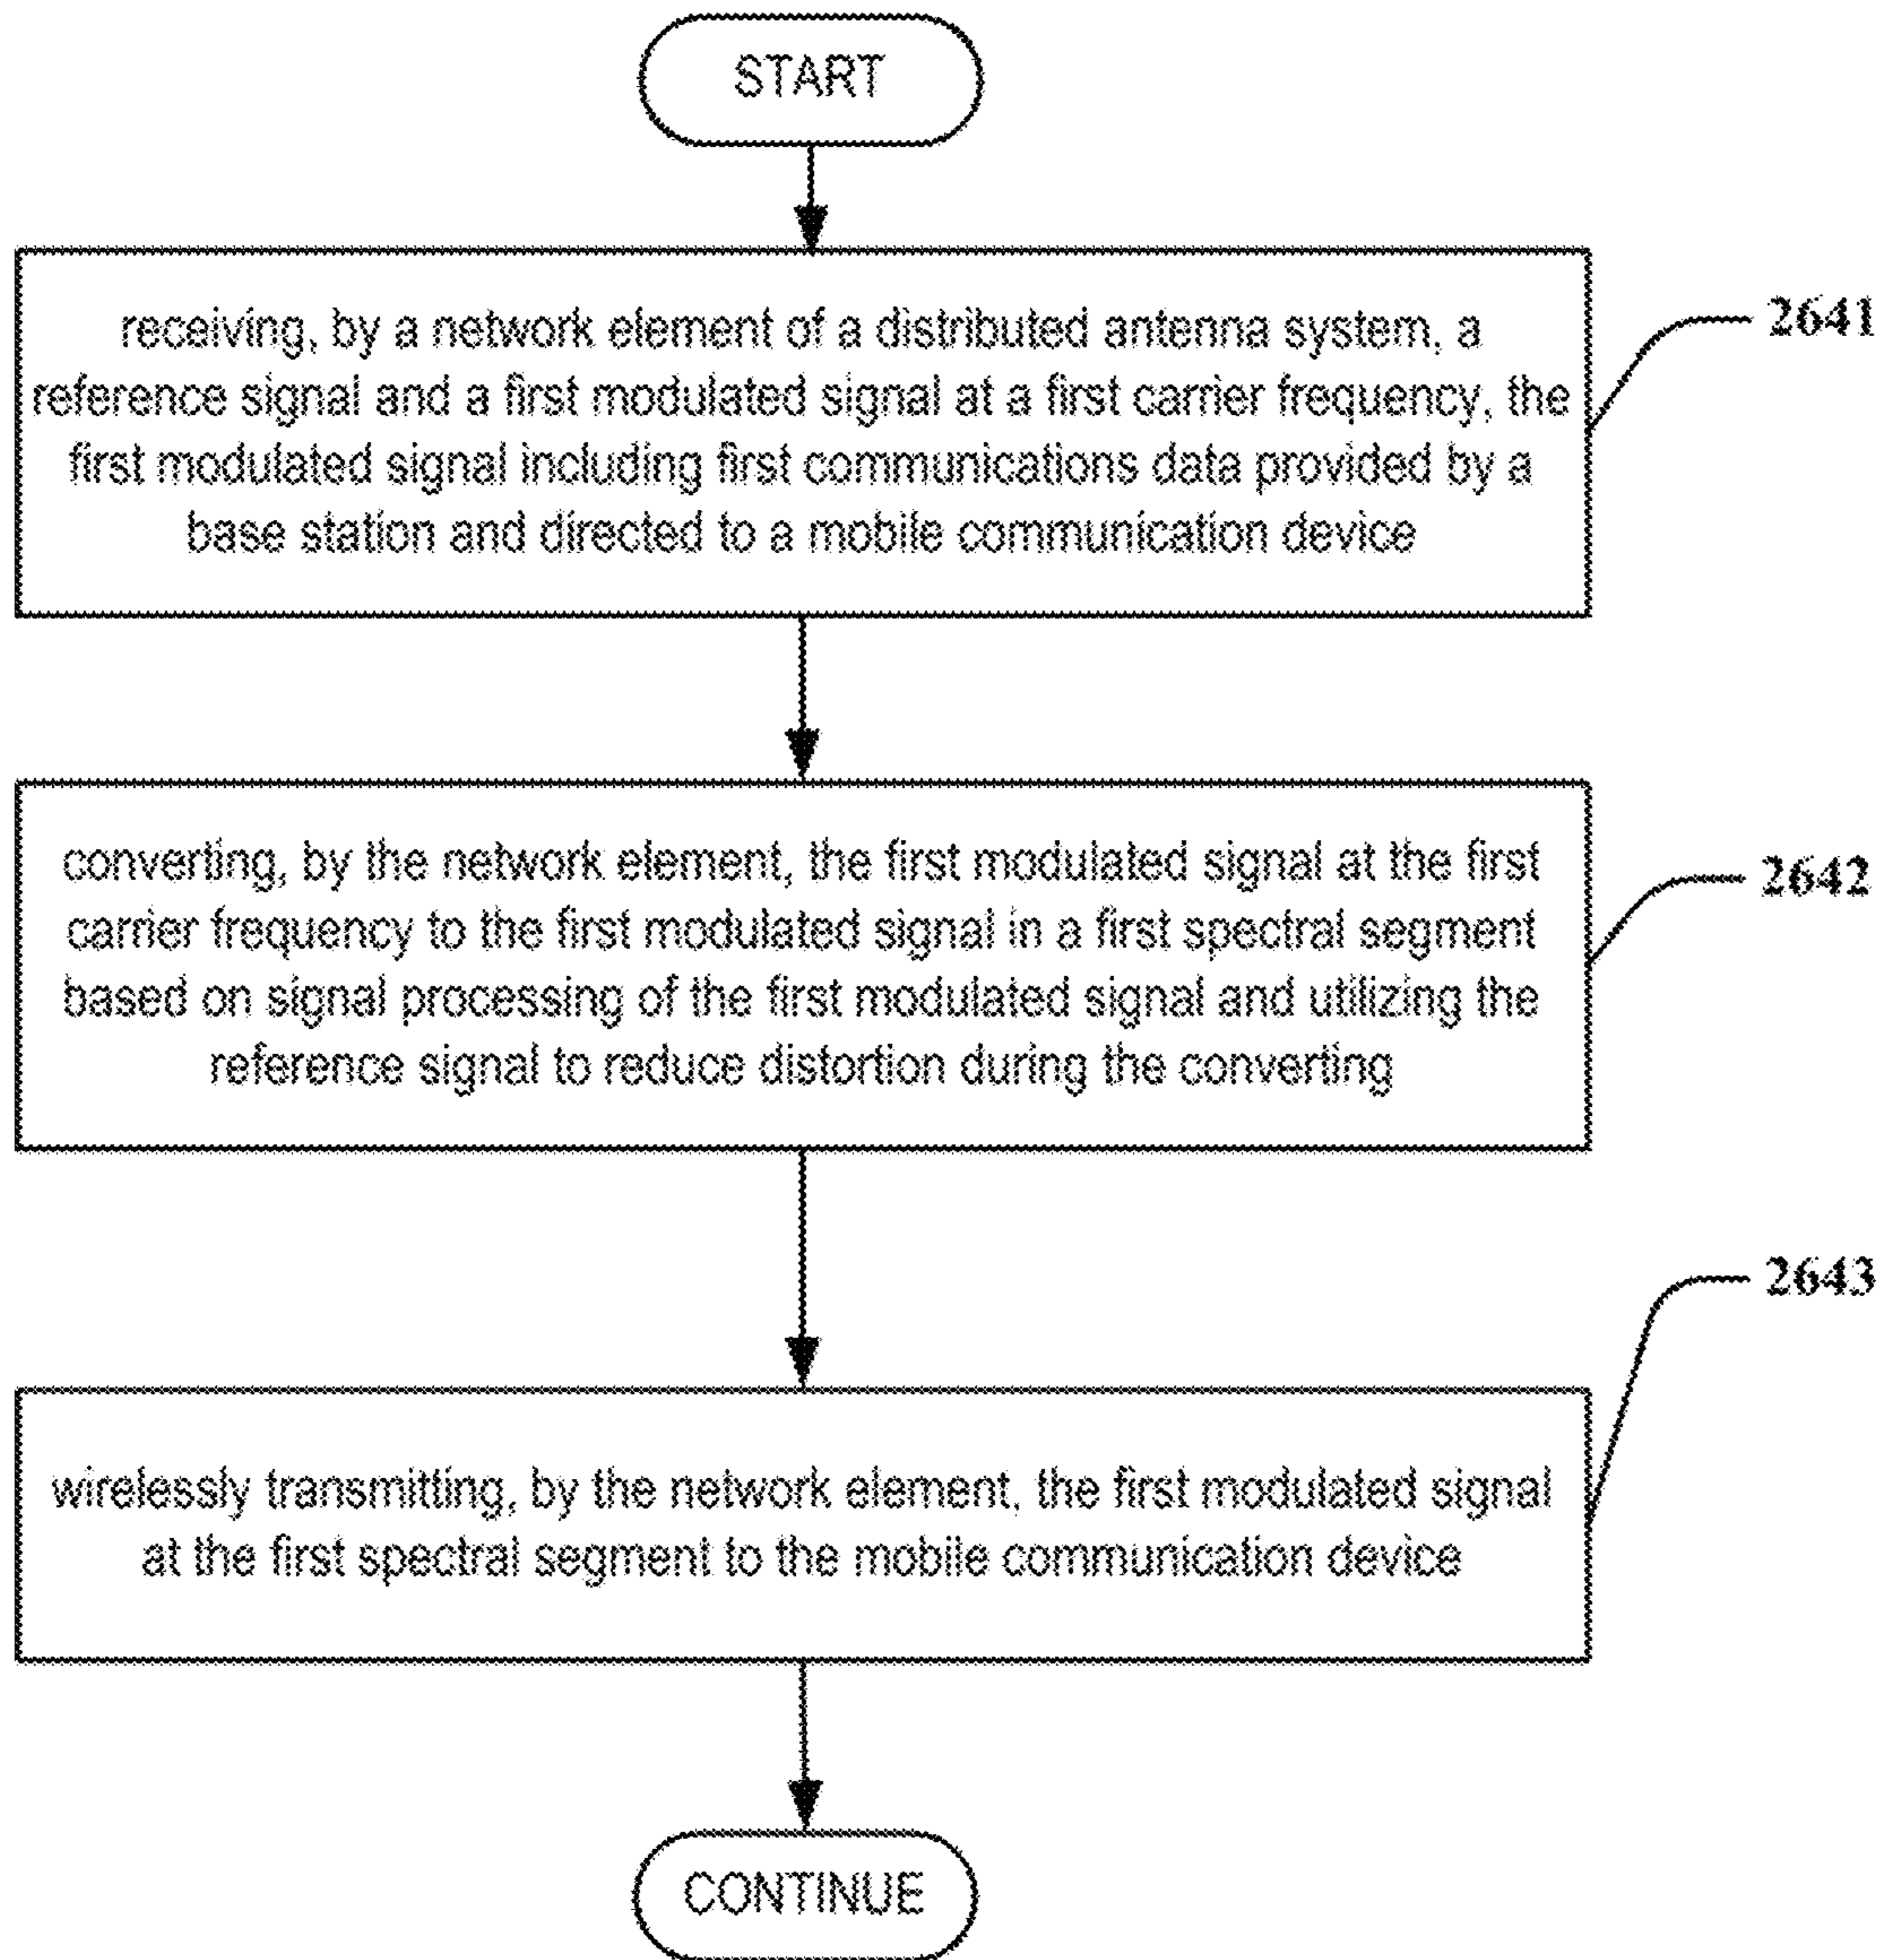 START
receiving, by a network element of a distributed antenna system, a
reference signal and a first modulated signal at a first carrier frequency, the
first modulated signal including first communications data provided by a
base station and directed to a mobile communication device
2641
converting, by the network element, the first modulated signal at the first
carrier frequency to the first modulated signal in a first spectral segment
based on signal processing of the first modulated signal and utilizing the
reference signal to reduce distortion during the converting
2642
2643
wirelessly transmitting, by the network element, the first modulated signal
at the first spectral segment to the mobile communication device
CONTINUE